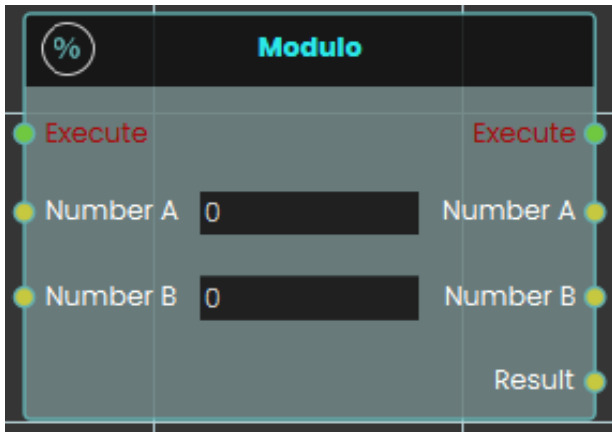 % Modulo
Execute Execute
Number A 0 Number A
Number B 0 Number B
Result